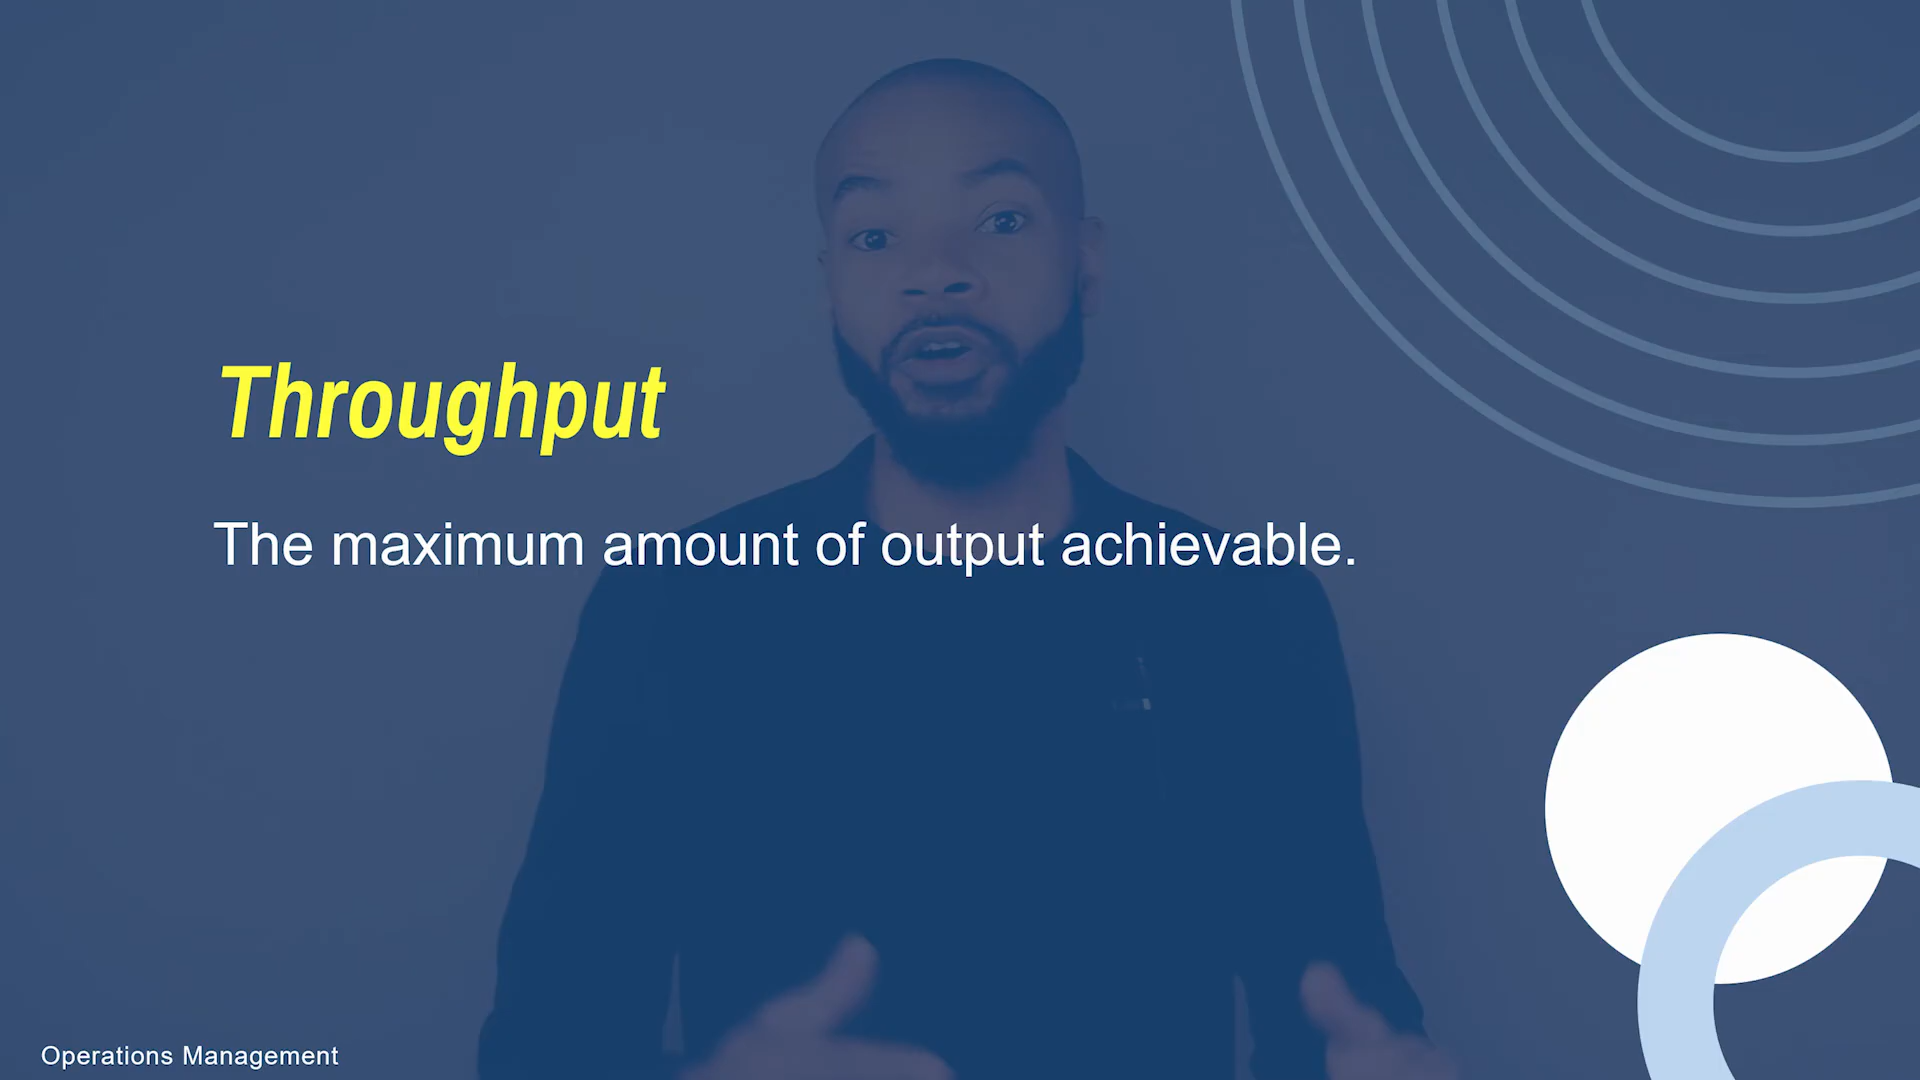 Throughput
The maximum amount of output achievable.
Operations Management